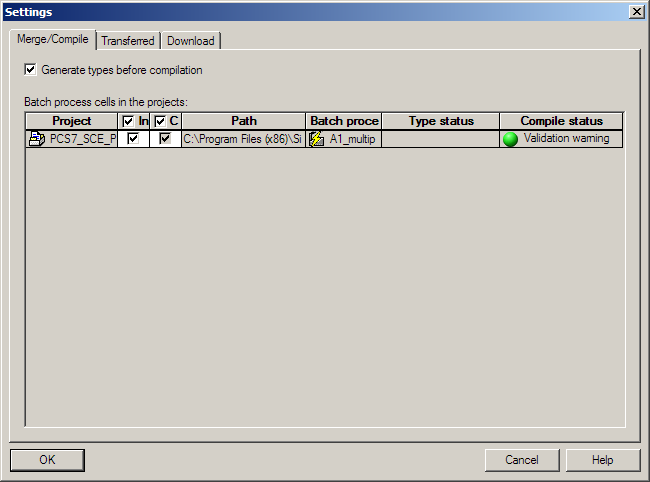 Settings
Merge/Compile Transferred Download
Generate types before compilation
Batch process cells in the projects:
Project In C Path Batch proce Type status Compile status
PCS7_SCE_P C:\Program Files (x86)\Si A1_multip Validation warning
OK Cancel Help